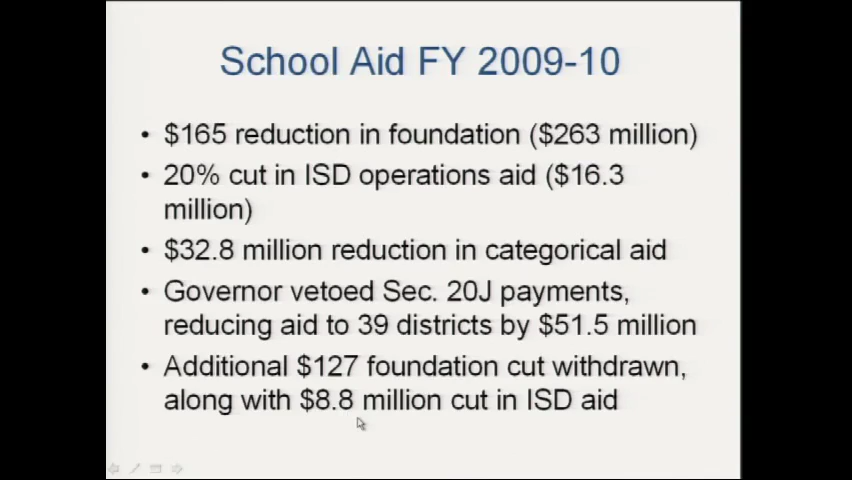 School Aid FY 2009-10
• $165 reduction in foundation ($263 million)
• 20% cut in ISD operations aid ($16.3
million)
• $32.8 million reduction in categorical aid
• Governor vetoed Sec. 20J payments,
reducing aid to 39 districts by $51.5 million
• Additional $127 foundation cut withdrawn,
along with $8.8 million cut in ISD aid